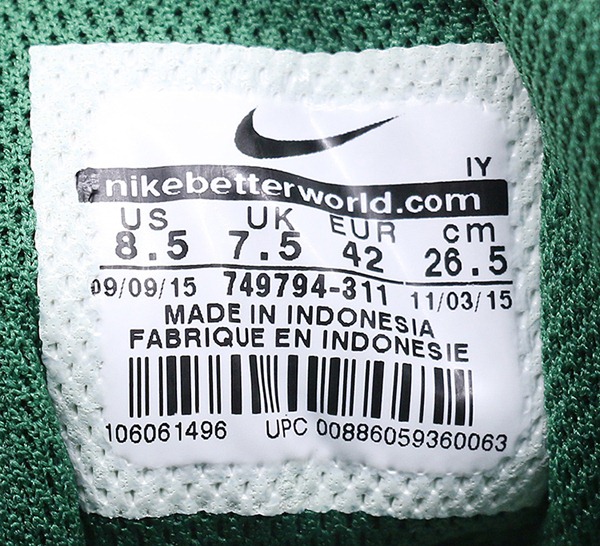 IY
nikebetterworld.com
US UK EUR cm
8.5 7.5 42 26.5
09/09/15 749794-311 11/03/15
MADE IN INDONESIA
FABRIQUE EN INDONESIE
106061496 UPC 00886059360063